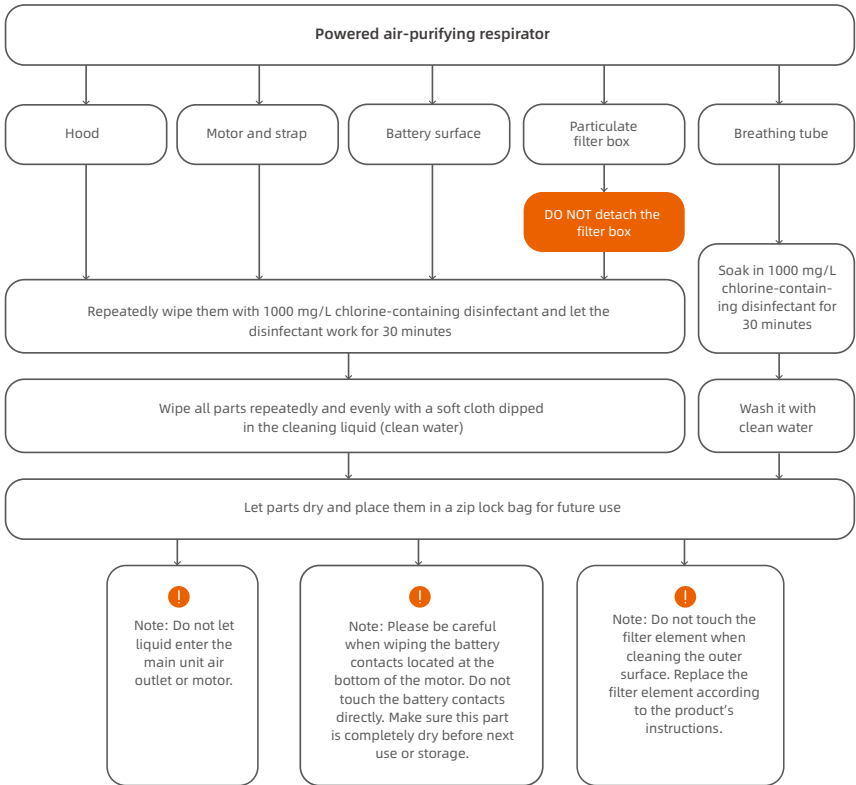 Powered air-purifying respirator
Hood
Motor and strap
Battery surface
Particulate
filter box
Breathing tube
DO NOT detach the
filter box
Repeatedly wipe them with 1000 mg/L chlorine-containing disinfectant and let the
disinfectant work for 30 minutes
Soak in 1000 mg/L
chlorine-contain-
ing disinfectant for
30 minutes
Wipe all parts repeatedly and evenly with a soft cloth dipped
in the cleaning liquid (clean water)
Wash it with
clean water
Let parts dry and place them in a zip lock bag for future use
!
Note: Do not let
liquid enter the
main unit air
outlet or motor.
!
Note: Please be careful
when wiping the battery
contacts located at the
bottom of the motor. Do not
touch the battery contacts
directly. Make sure this part
is completely dry before next
use or storage.
!
Note: Do not touch the
filter element when
cleaning the outer
surface. Replace the
filter element according
to the product’s
instructions.